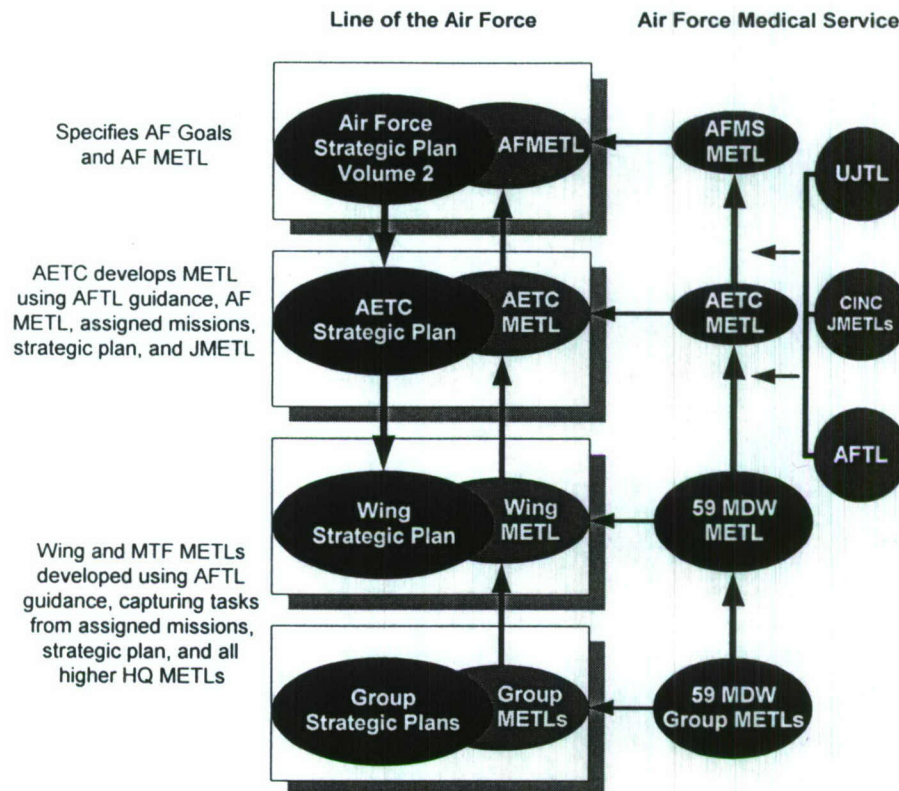 Line of the Air Force
Air Force Medical Service
Specifies AF Goals
and AF METL
Air Force
Strategic Plan
Volume 2
AFMETL
AFMS
METL
UJTL
AETC develops METL
using AFTL guidance, AF
METL, assigned missions,
strategic plan, and JMETL
AETC
Strategic Plan
AETC
METL
AETC
METL
CINC
JMETLs
AFTL
Wing and MTF METLs
developed using AFTL
guidance, capturing tasks
from assigned missions,
strategic plan, and all
higher HQ METLs
Wing
Strategic Plan
Wing
METL
59 MDW
METL
Group
Strategic Plans
Group
METLs
59 MDW
Group METLs